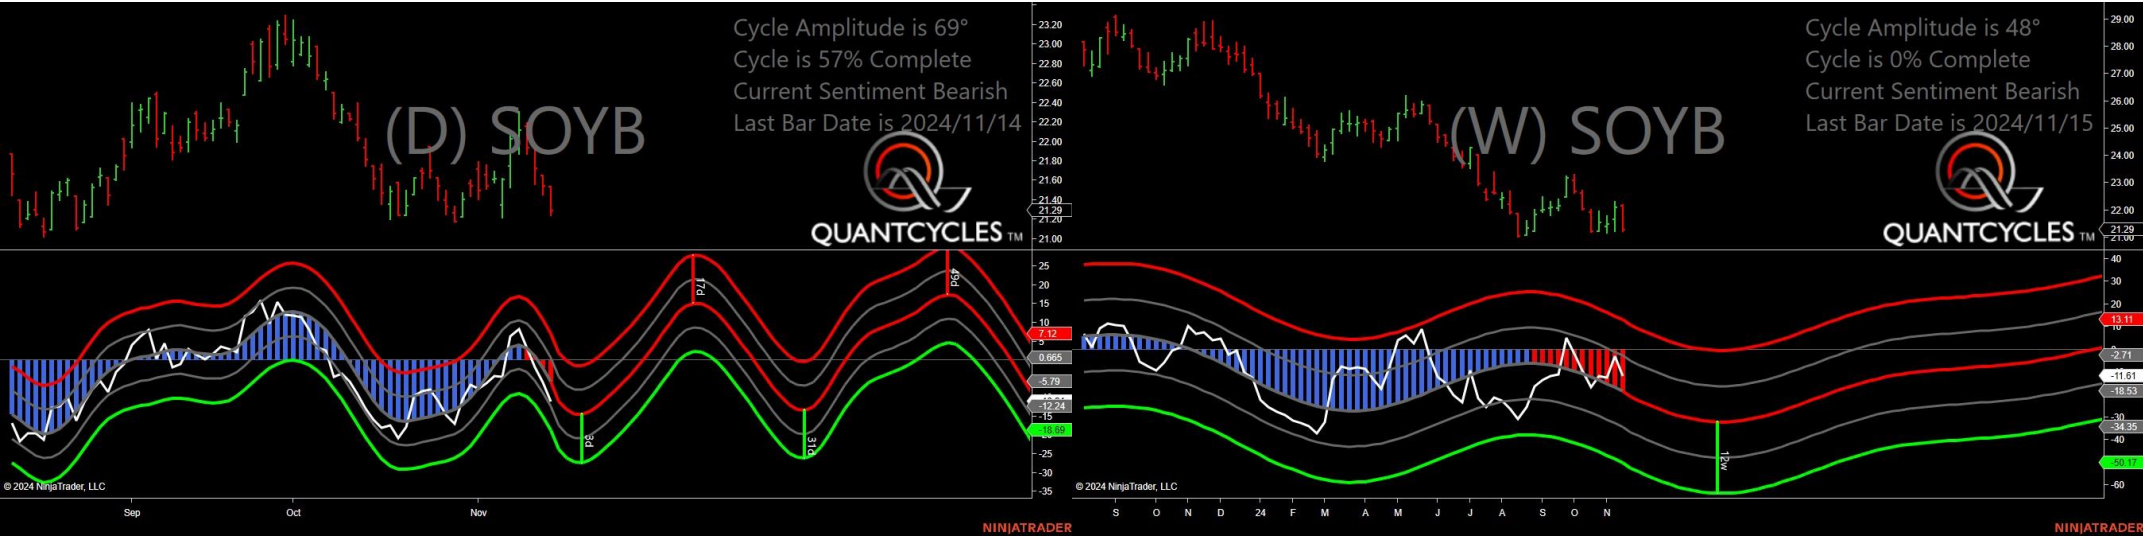 Cycle Amplitude is 69°
Cycle is 57% Complete
Current Sentiment Bearish
Last Bar Date is 2024/11/14
(D) SOYB
QUANTCYCLES TM
23.20
23.00
22.80
22.60
22.40
22.20
22.00
21.80
21.60
21.40
21.29
21.20
21.00
17d
49d
8d
31d
25
20
15
10
5
7.12
0.665
-5.79
-12.24
-15
-18.69
-25
-30
-35
© 2024 NinjaTrader, LLC
Sep
Oct
Nov
NINJATRADER
Cycle Amplitude is 48°
Cycle is 0% Complete
Current Sentiment Bearish
Last Bar Date is 2024/11/15
(W) SOYB
QUANTCYCLES TM
29.00
28.00
27.00
26.00
25.00
24.00
23.00
22.00
21.29
21.00
12w
40
30
20
13.11
10
-2.71
-11.61
-18.53
-30
-34.35
-40
-50.17
-60
© 2024 NinjaTrader, LLC
S O N D 24 F M M J J A S O N
NINJATRADER